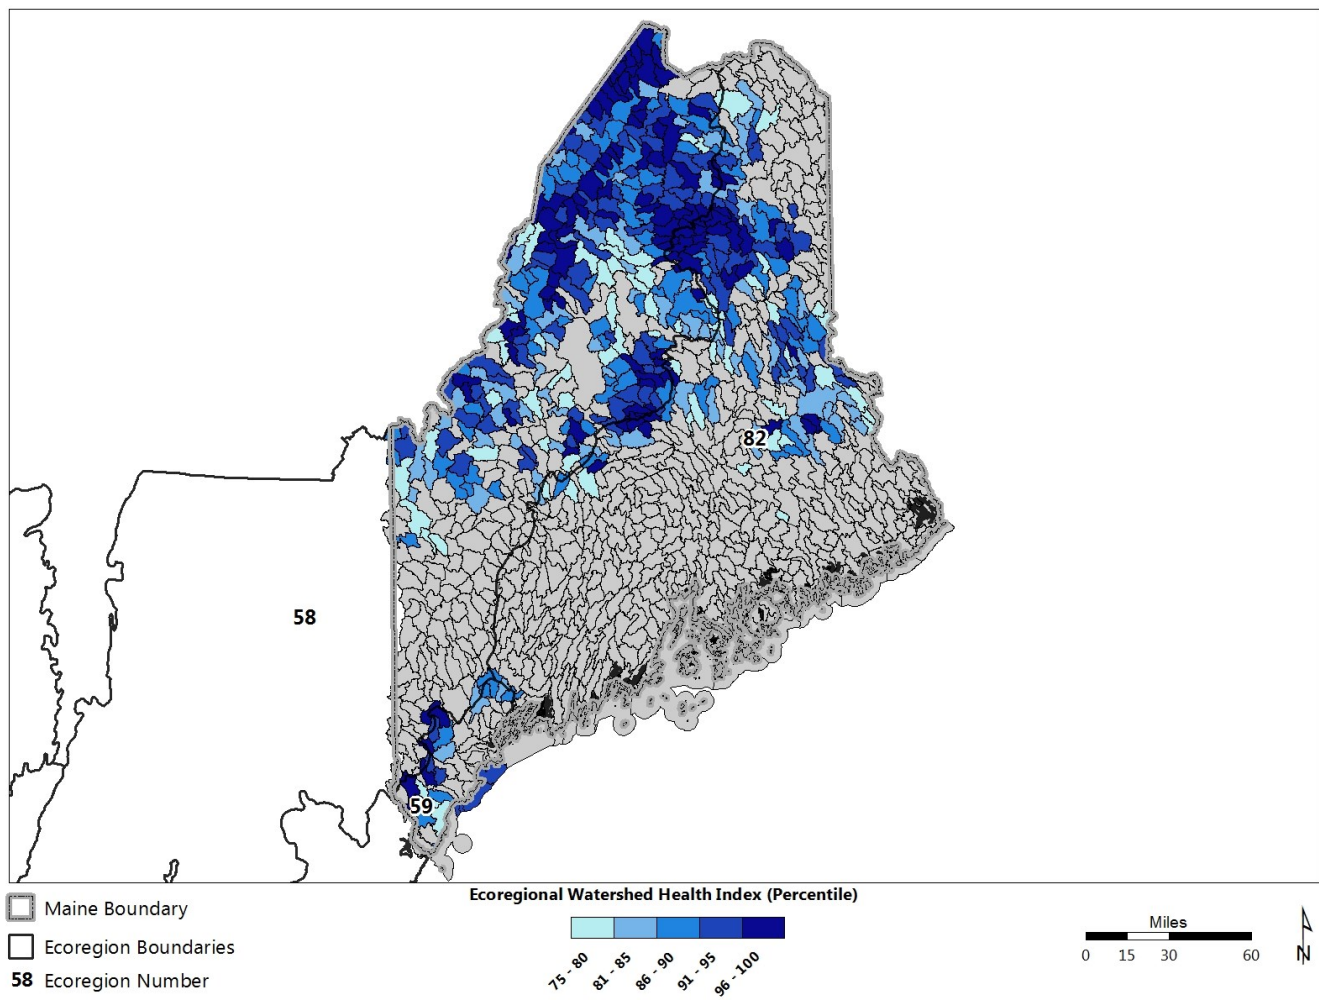 82
58
59
Ecoregional Watershed Health Index (Percentile)
75 - 80
81 - 85
86 - 90
91 - 95
96 - 100
Maine Boundary
Ecoregion Boundaries
58 Ecoregion Number
Miles
0 15 30 60
N